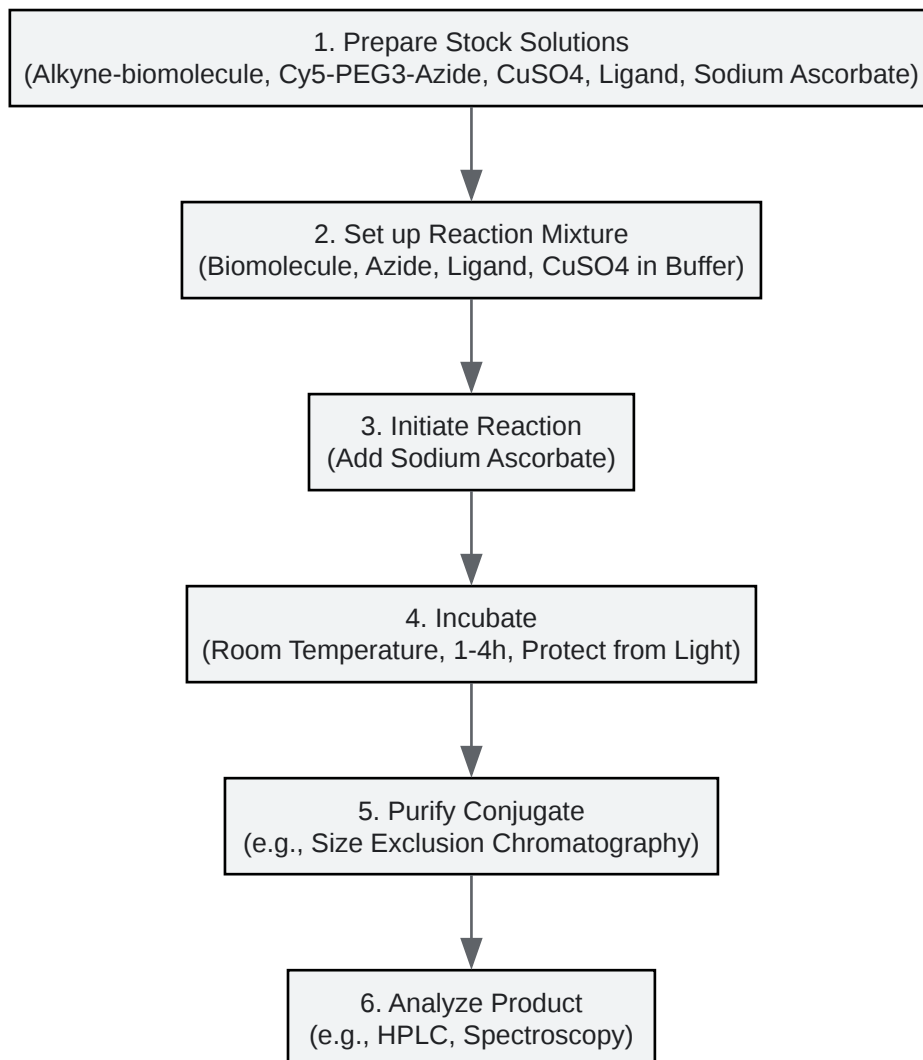 1. Prepare Stock Solutions
(Alkyne-biomolecule, Cy5-PEG3-Azide, CuSO4, Ligand, Sodium Ascorbate)
2. Set up Reaction Mixture
(Biomolecule, Azide, Ligand, CuSO4 in Buffer)
3. Initiate Reaction
(Add Sodium Ascorbate)
4. Incubate
(Room Temperature, 1-4h, Protect from Light)
5. Purify Conjugate
(e.g., Size Exclusion Chromatography)
6. Analyze Product
(e.g., HPLC, Spectroscopy)